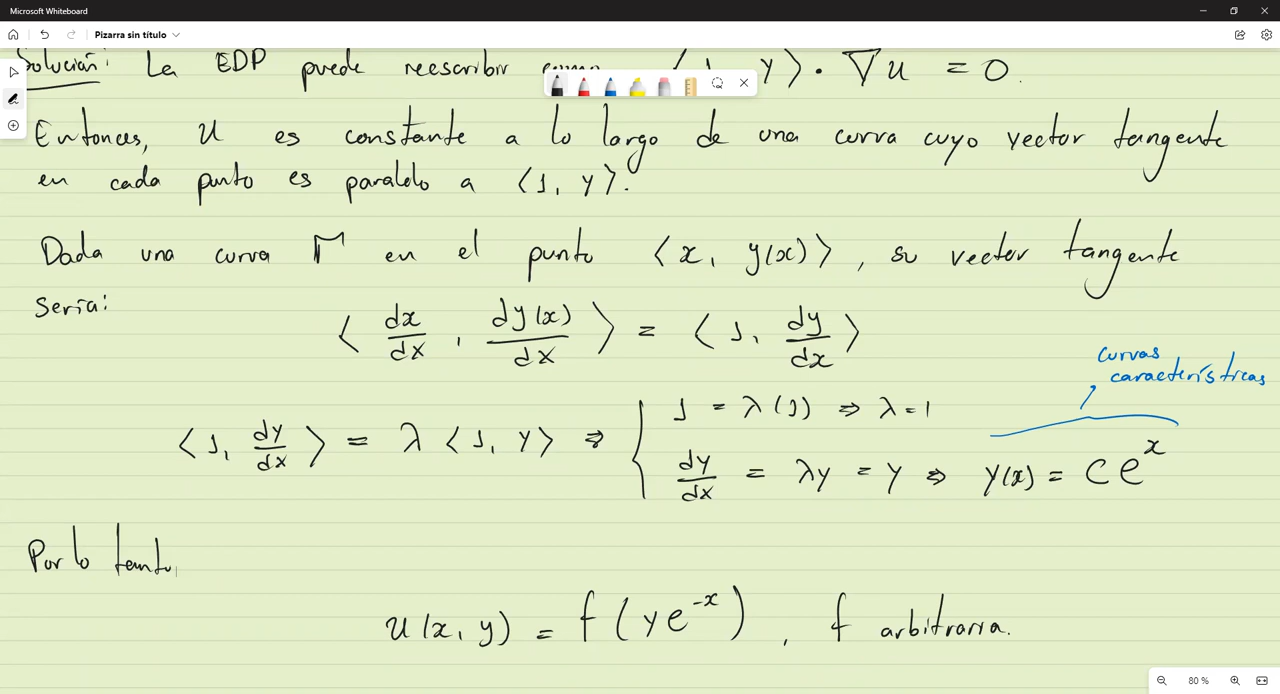 Microsoft Whiteboard
Pizarra sin título
Solución: La EDP puede reescribir como ⟨1, y⟩ · ∇u = 0.
Entonces, u es constante a lo largo de una curva cuyo vector tangente
en cada punto es paralelo a ⟨1, y⟩.
Dada una curva Γ en el punto ⟨x, y(x)⟩, su vector tangente
sería:
⟨dx/dx, dy(x)/dx⟩ = ⟨1, dy/dx⟩
curvas
características
1 = λ(1) ⇒ λ = 1
⟨1, dy/dx⟩ = λ⟨1, y⟩ ⇒
dy/dx = λy = y ⇒ y(x) = Ce^x
Por lo tanto,
u(x, y) = f(ye^{-x}), f arbitraria.
80 %